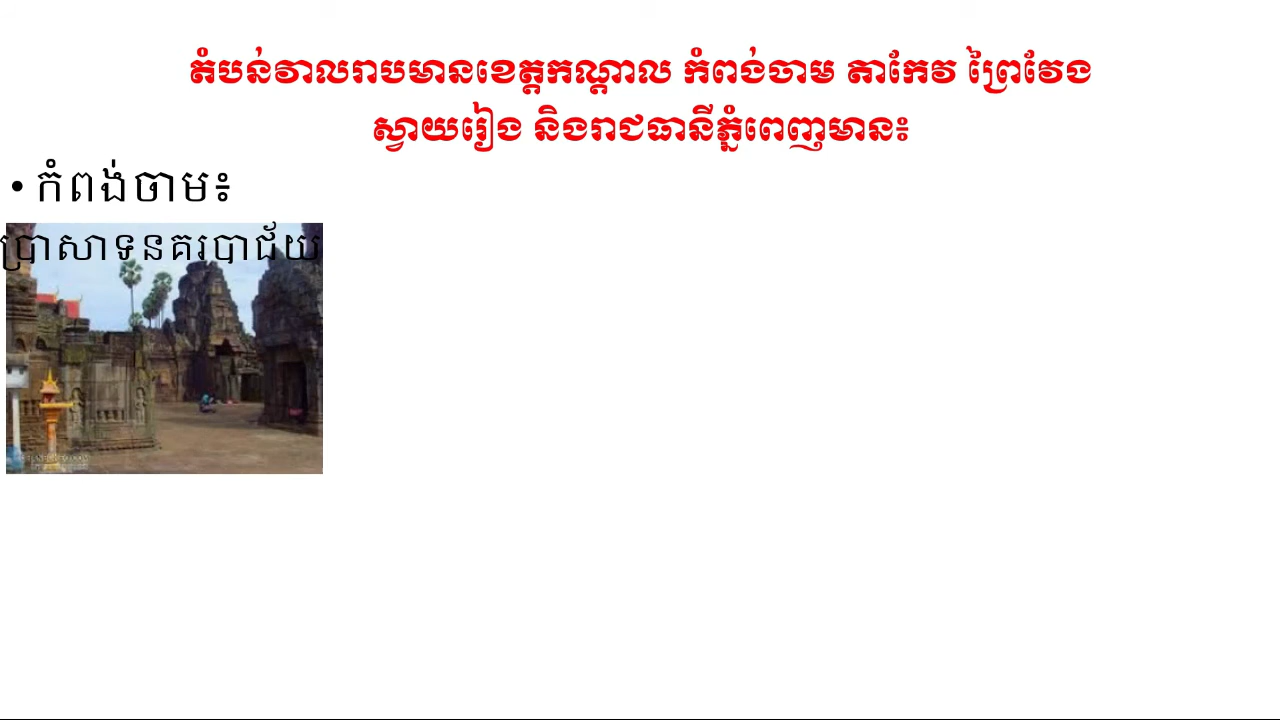 តំបន់វាលរាបមានខេត្តកណ្តាល កំពង់ចាម តាកែវ ព្រៃវែង
ស្វាយរៀង និងរាជធានីភ្នំពេញមាន៖
• កំពង់ចាម៖
ប្រាសាទនគរបាជ័យ